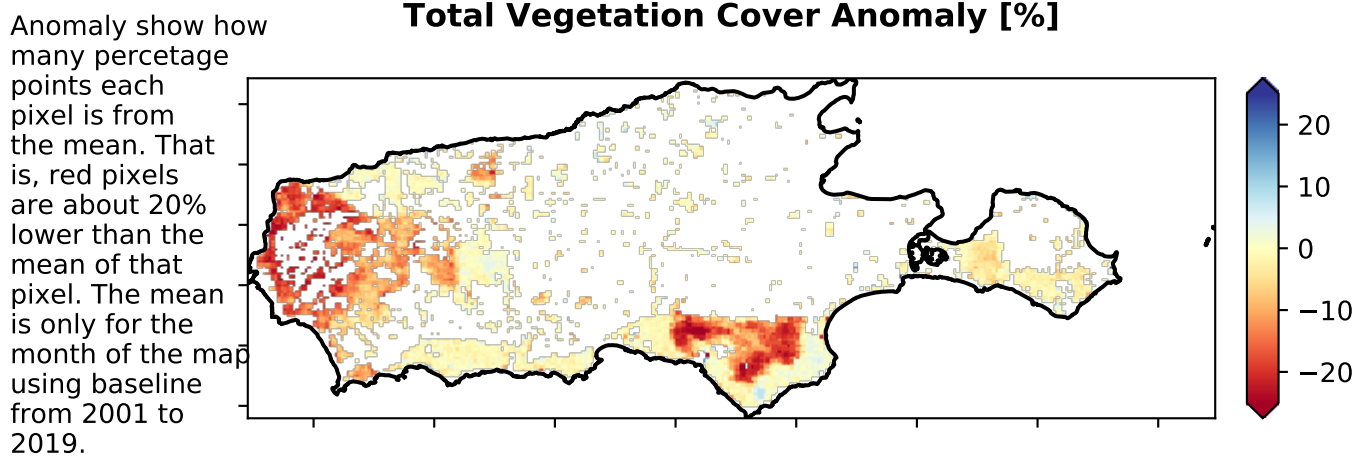 Total Vegetation Cover Anomaly [%]
Anomaly show how
many percetage
points each
pixel is from
the mean. That
is, red pixels
are about 20%
lower than the
mean of that
pixel. The mean
is only for the
month of the map
using baseline
from 2001 to
2019.
20
10
0
−10
−20